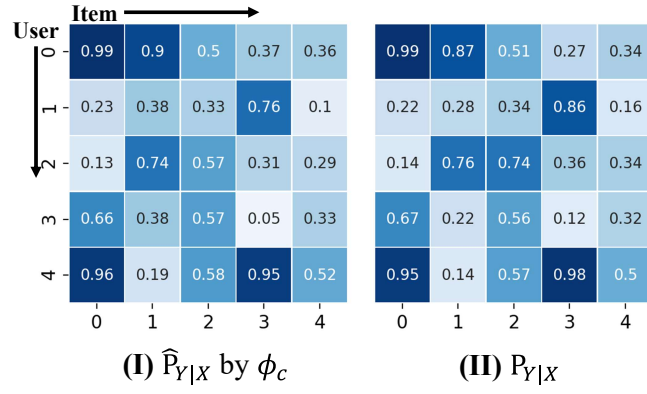 Item
User
0 0.99 0.9 0.5 0.37 0.36 0.99 0.87 0.51 0.27 0.34
1 0.23 0.38 0.33 0.76 0.1 0.22 0.28 0.34 0.86 0.16
2 0.13 0.74 0.57 0.31 0.29 0.14 0.76 0.74 0.36 0.34
3 0.66 0.38 0.57 0.05 0.33 0.67 0.22 0.56 0.12 0.32
4 0.96 0.19 0.58 0.95 0.52 0.95 0.14 0.57 0.98 0.5
0 1 2 3 4 0 1 2 3 4
(I) P̂_{Y|X} by ϕ_c (II) P_{Y|X}